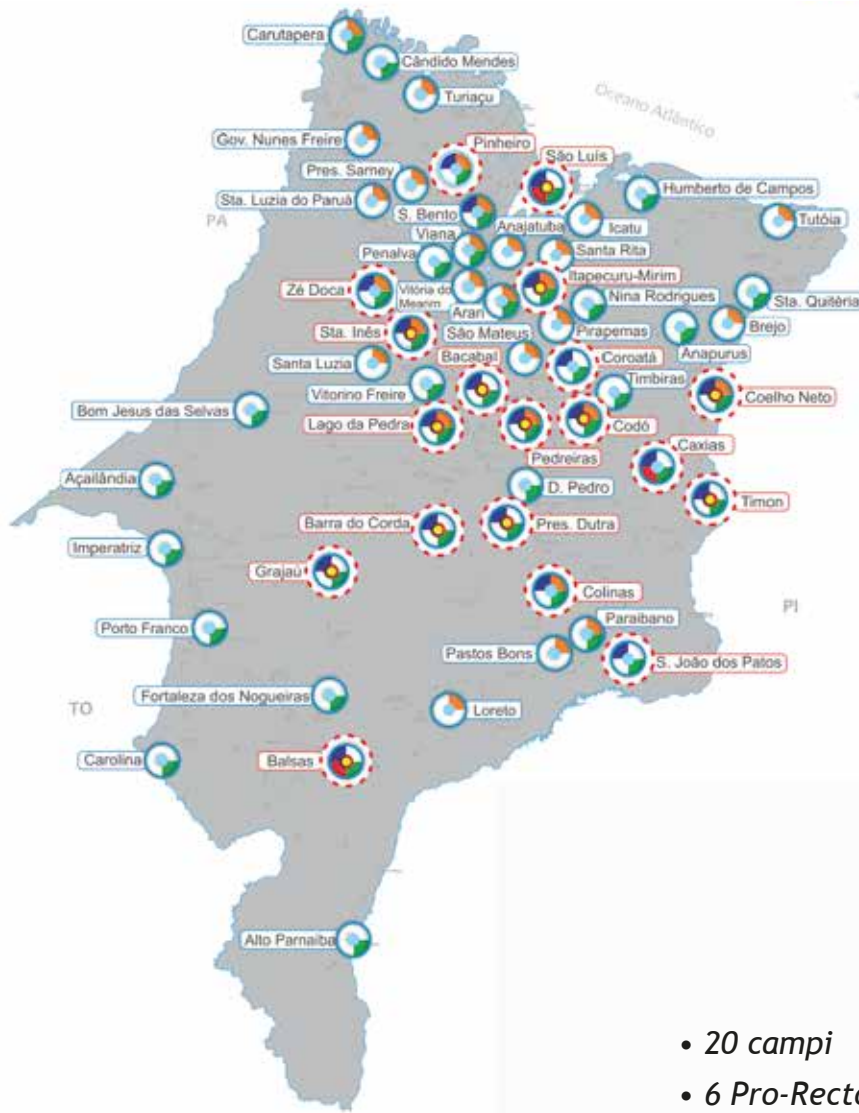 Carutapera
Cândido Mendes
Turiaçu
Oceano Atlântico
Gov. Nunes Freire
Pinheiro
São Luís
Pres. Sarney
Humberto de Campos
Sta. Luzia do Paruá
PA
S. Bento
Anajatuba
Icatu
Tutóia
Viana
Penalva
Santa Rita
Zé Doca
Vitória do
Mearim
Itapecuru-Mirim
Nina Rodrigues
Sta. Quitéria
Arari
Sta. Inês
São Mateus
Pirapemas
Brejo
Anapurus
Santa Luzia
Bacabal
Coroatá
Timbiras
Vitorino Freire
Coelho Neto
Bom Jesus das Selvas
Lago da Pedra
Codó
Pedreiras
Caxias
Açailândia
D. Pedro
Timon
Barra do Corda
Pres. Dutra
Imperatriz
Grajaú
Colinas
PI
Porto Franco
Paraibano
Pastos Bons
S. João dos Patos
TO
Fortaleza dos Nogueiras
Loreto
Carolina
Balsas
Alto Parnaíba
• 20 campi
• 6 Pro-Recto